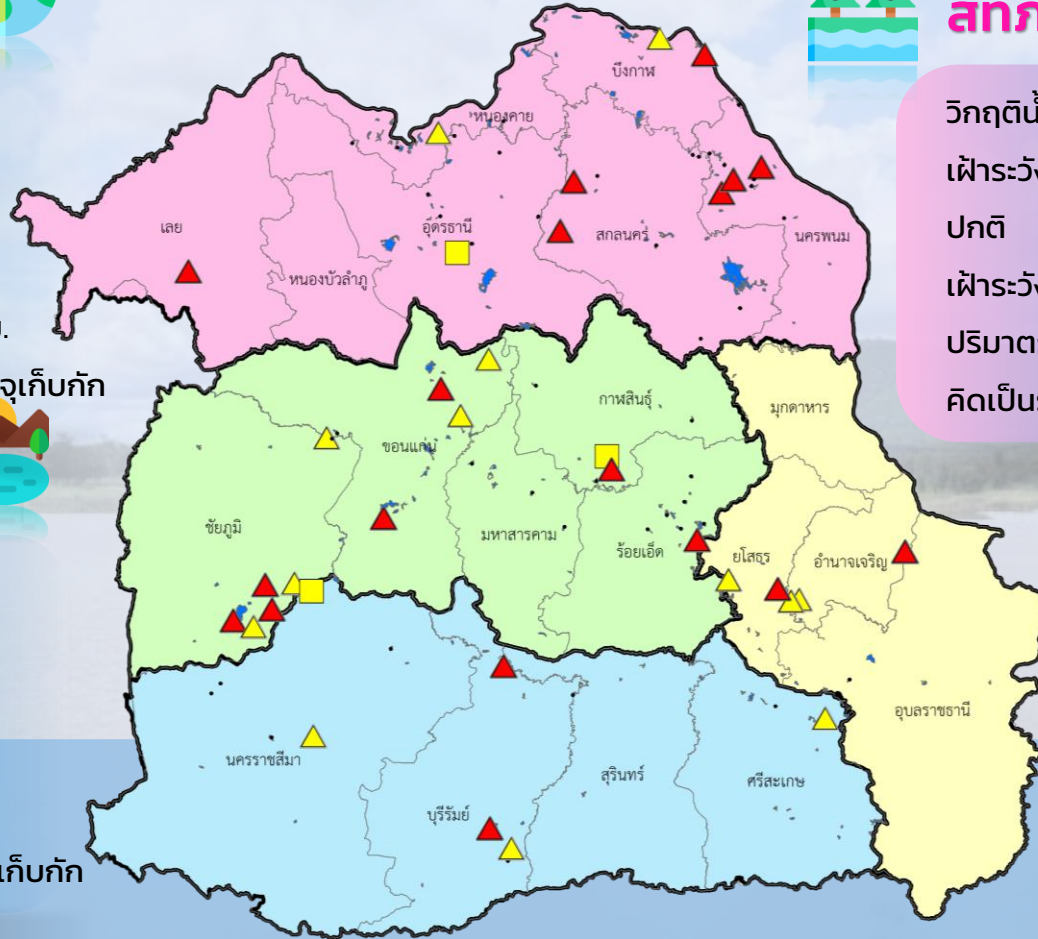 สทภ
วิกฤติน้
เฝ้าระวัง
ปกติ
เฝ้าระวัง
ปริมาตร
คิดเป็น
ม.
จุเก็บกัก
เก็บกัก
บึงกาฬ
หนองคาย
เลย
อุดรธานี
หนองบัวลำภู
สกลนคร
นครพนม
กาฬสินธุ์
มุกดาหาร
ขอนแก่น
ชัยภูมิ
มหาสารคาม
ร้อยเอ็ด
ยโสธร
อำนาจเจริญ
อุบลราชธานี
นครราชสีมา
สุรินทร์
ศรีสะเกษ
บุรีรัมย์